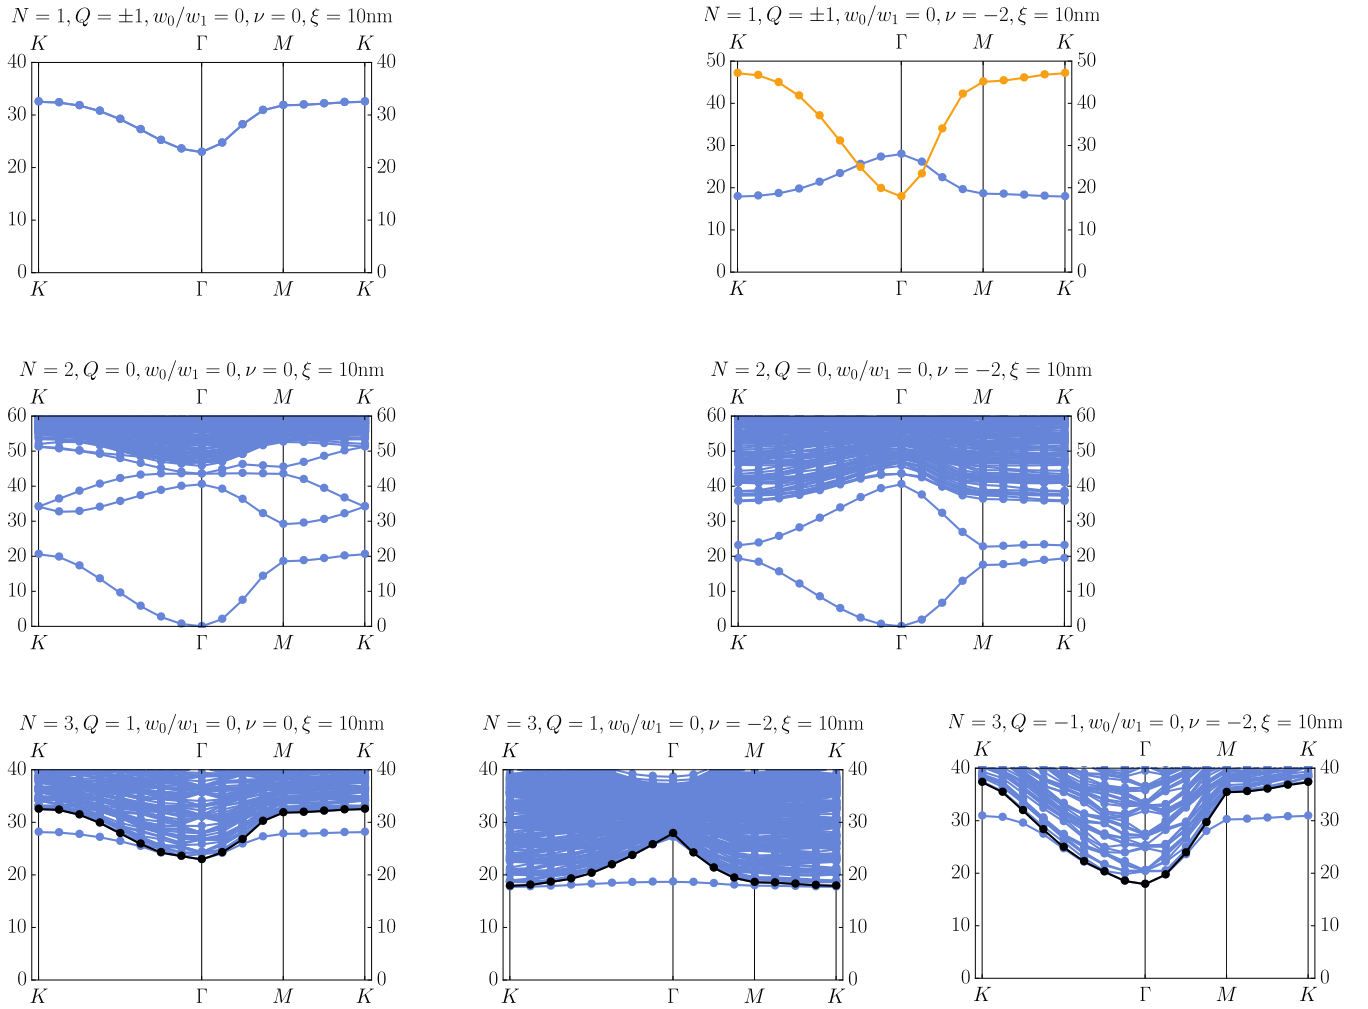 N = 1, Q = ±1, w₀/w₁ = 0, ν = 0, ξ = 10nm
K Γ M K
40 40
30 30
20 20
10 10
0 0
K Γ M K
N = 1, Q = ±1, w₀/w₁ = 0, ν = −2, ξ = 10nm
K Γ M K
50 50
40 40
30 30
20 20
10 10
0 0
K Γ M K
N = 2, Q = 0, w₀/w₁ = 0, ν = 0, ξ = 10nm
K Γ M K
60 60
50 50
40 40
30 30
20 20
10 10
0 0
K Γ M K
N = 2, Q = 0, w₀/w₁ = 0, ν = −2, ξ = 10nm
K Γ M K
60 60
50 50
40 40
30 30
20 20
10 10
0 0
K Γ M K
N = 3, Q = 1, w₀/w₁ = 0, ν = 0, ξ = 10nm
K Γ M K
40 40
30 30
20 20
10 10
0 0
K Γ M K
N = 3, Q = 1, w₀/w₁ = 0, ν = −2, ξ = 10nm
K Γ M K
40 40
30 30
20 20
10 10
0 0
K Γ M K
N = 3, Q = −1, w₀/w₁ = 0, ν = −2, ξ = 10nm
K Γ M K
40 40
30 30
20 20
10 10
0 0
K Γ M K